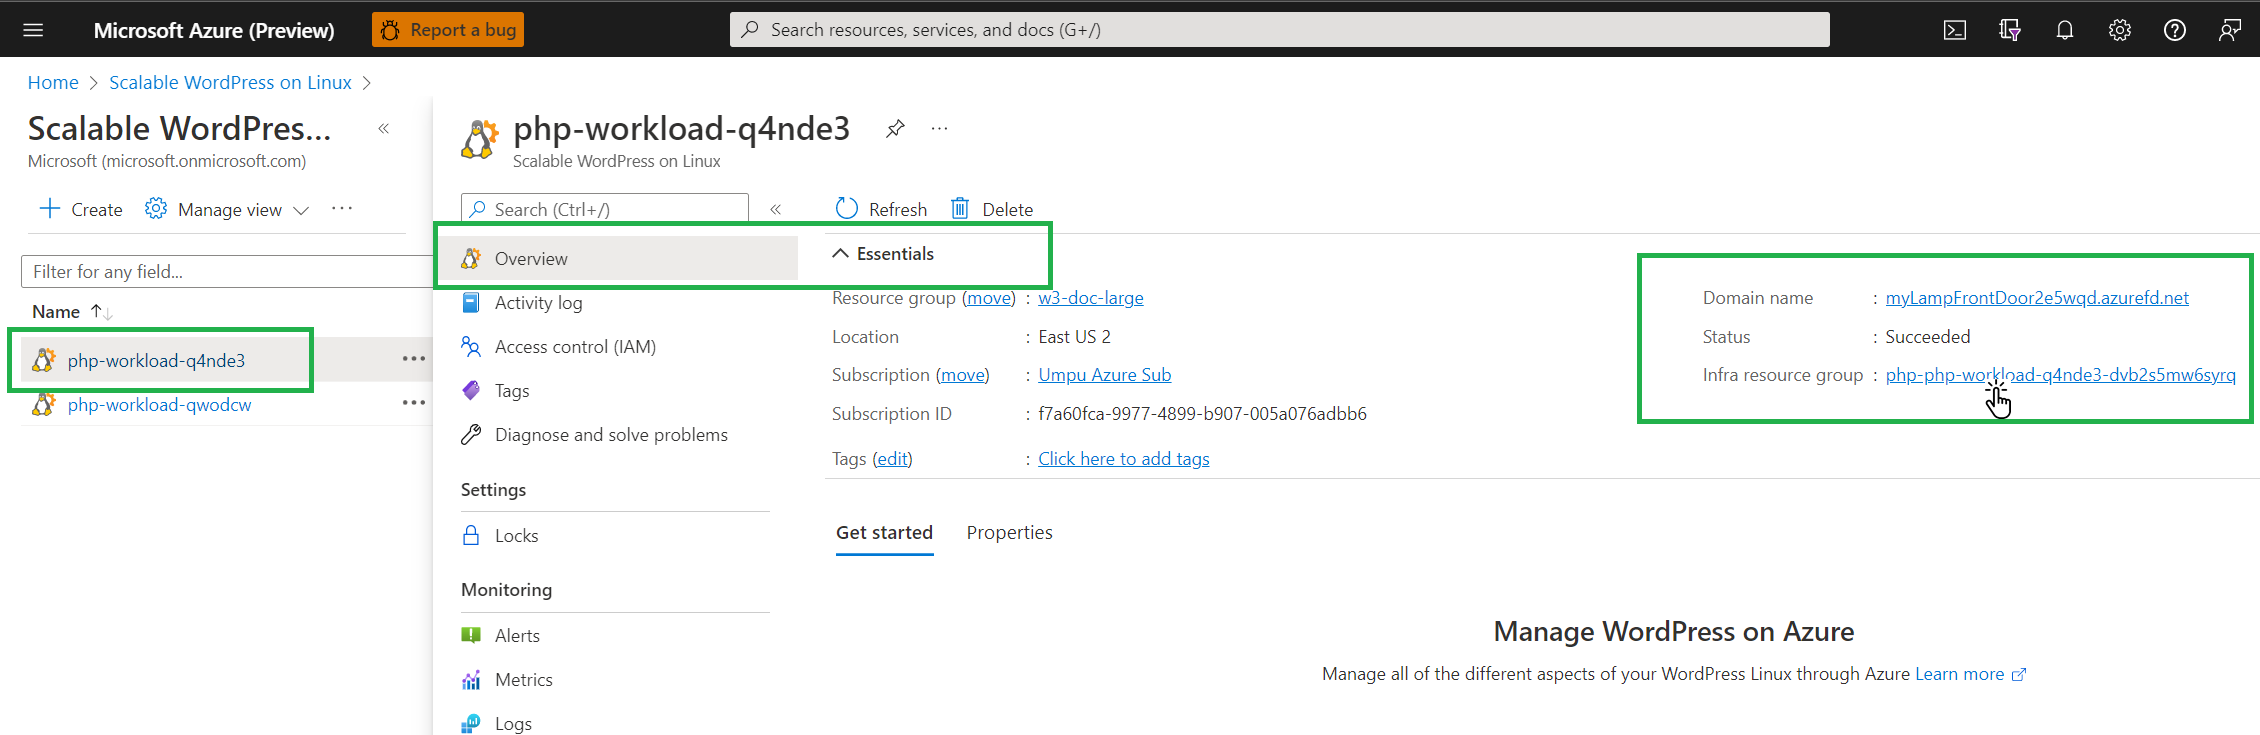 Microsoft Azure (Preview)
Report a bug
Search resources, services, and docs (G+/)
Home > Scalable WordPress on Linux >
Scalable WordPres...
Microsoft (microsoft.onmicrosoft.com)
+ Create
Manage view
...
Filter for any field...
Name ↑↓
php-workload-q4nde3
...
php-workload-qwodcw
...
php-workload-q4nde3
...
Scalable WordPress on Linux
Search (Ctrl+/)
«
Overview
Activity log
Access control (IAM)
Tags
Diagnose and solve problems
Settings
Locks
Monitoring
Alerts
Metrics
Logs
Refresh
Delete
Essentials
Resource group (move) : w3-doc-large
Location : East US 2
Subscription (move) : Umpu Azure Sub
Subscription ID : f7a60fca-9977-4899-b907-005a076adbb6
Tags (edit) : Click here to add tags
Domain name : myLampFrontDoor2e5wqd.azurefd.net
Status : Succeeded
Infra resource group : php-php-workload-q4nde3-dvb2s5mw6syrq
Get started
Properties
Manage WordPress on Azure
Manage all of the different aspects of your WordPress Linux through Azure Learn more